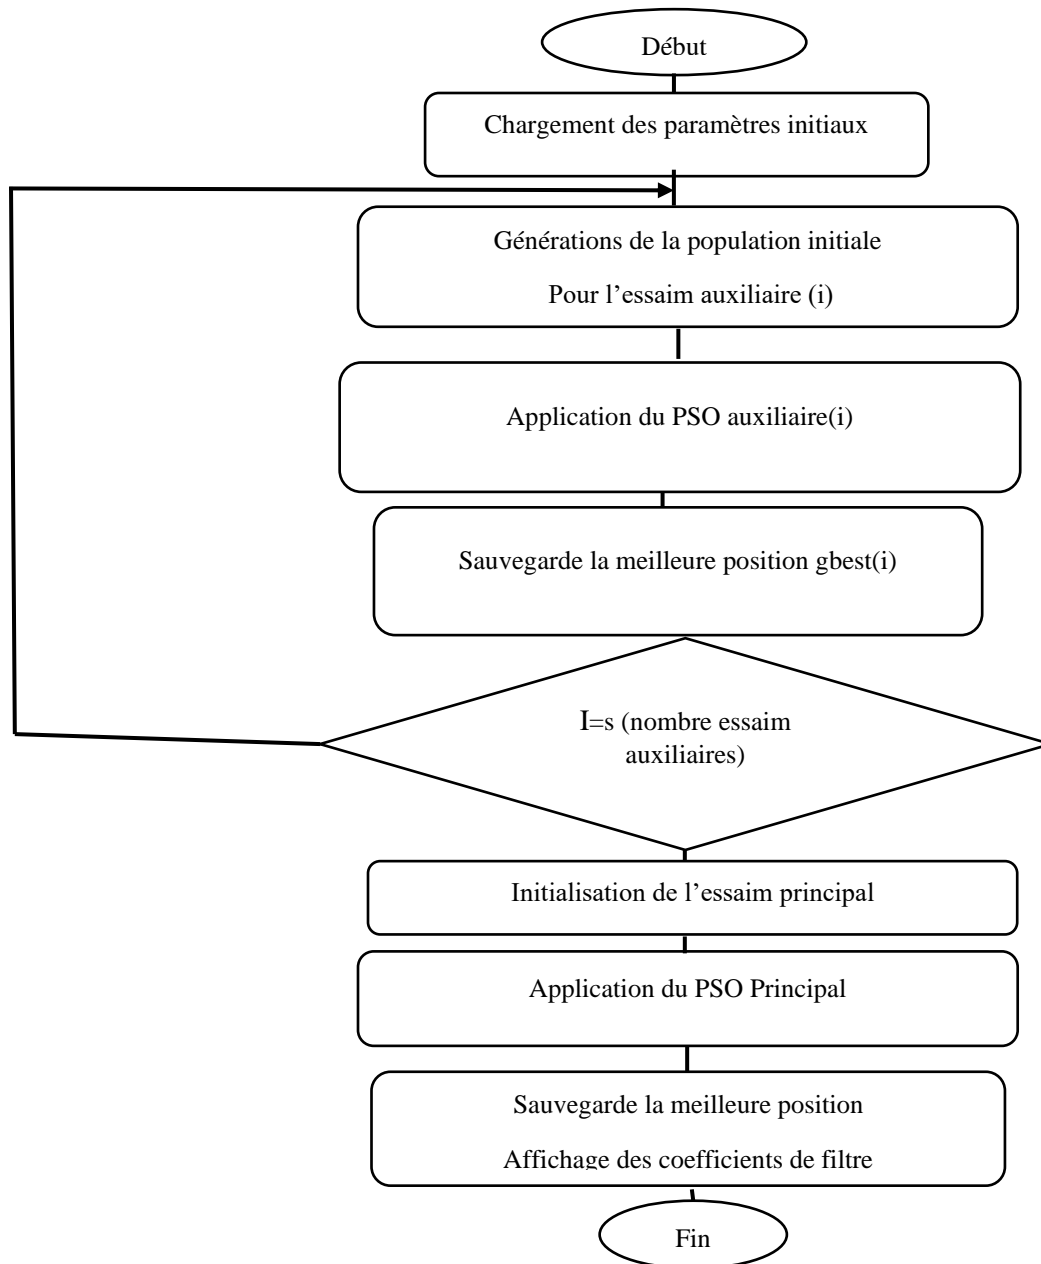 Début
Chargement des paramètres initiaux
Générations de la population initiale
Pour l’essaim auxiliaire (i)
Application du PSO auxiliaire(i)
Sauvegarde la meilleure position gbest(i)
I=s (nombre essaim
auxiliaires)
Initialisation de l’essaim principal
Application du PSO Principal
Sauvegarde la meilleure position
Affichage des coefficients de filtre
Fin